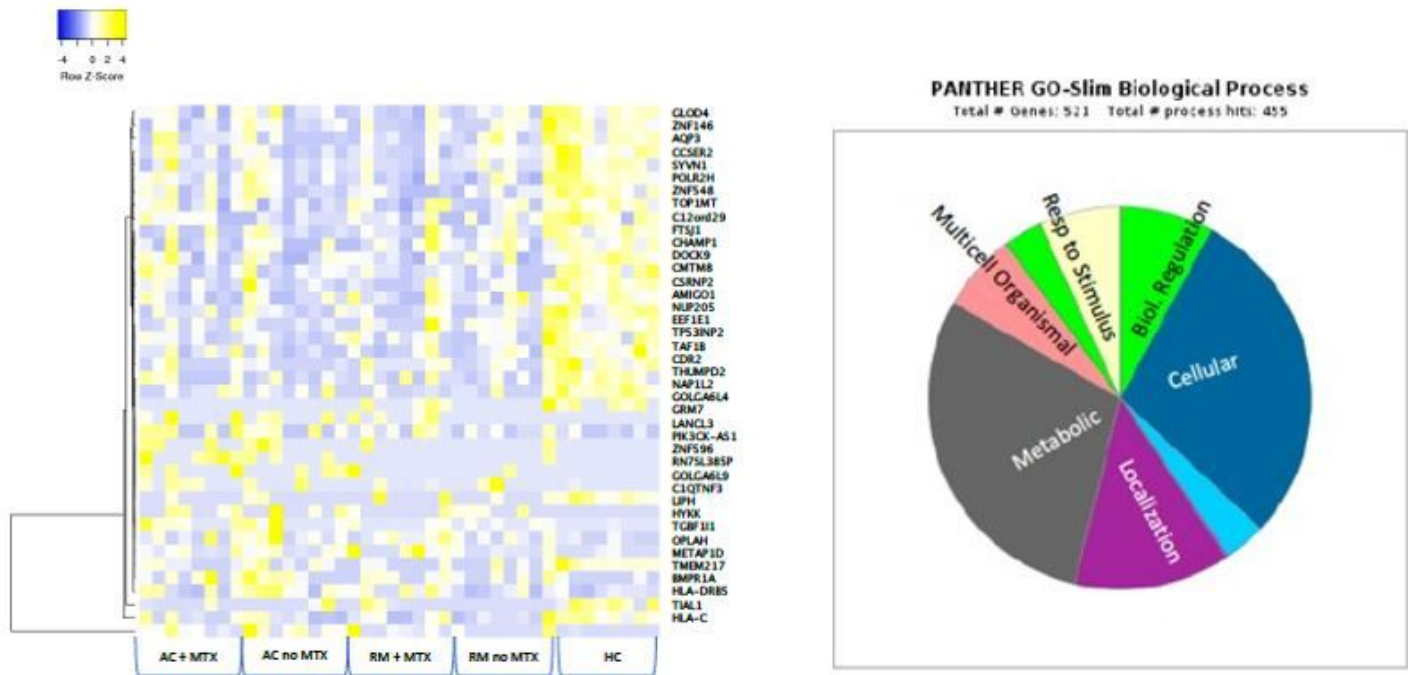 -4 0 2 4
Row Z-Score
GLOD4
ZNF146
AQP3
CCSER2
SYVN1
POLR2H
ZNF548
TOP1MT
C12ord29
FTSJ1
CHAMP1
DOCK9
CMTM8
CSRNP2
AMIGO1
NUP205
EEF1E1
TP53INP2
TAF1B
CDR2
THUMPD2
NAP1L2
GOLGA6L4
GRM7
LANCL3
PIK3CK-AS1
ZNF596
RN7SL385P
GOLGA6L9
C1QTNF3
LIPH
HYKK
TGBF1I1
OPLAH
METAP1D
TMEM217
BMPR1A
HLA-DRB5
TIAL1
HLA-C
AC + MTX
AC no MTX
RM + MTX
RM no MTX
HC
PANTHER GO-Slim Biological Process
Total # Genes: 521 Total # process hits: 455
Multicell Organismal
Resp to Stimulus
Biol. Regulation
Cellular
Metabolic
Localization